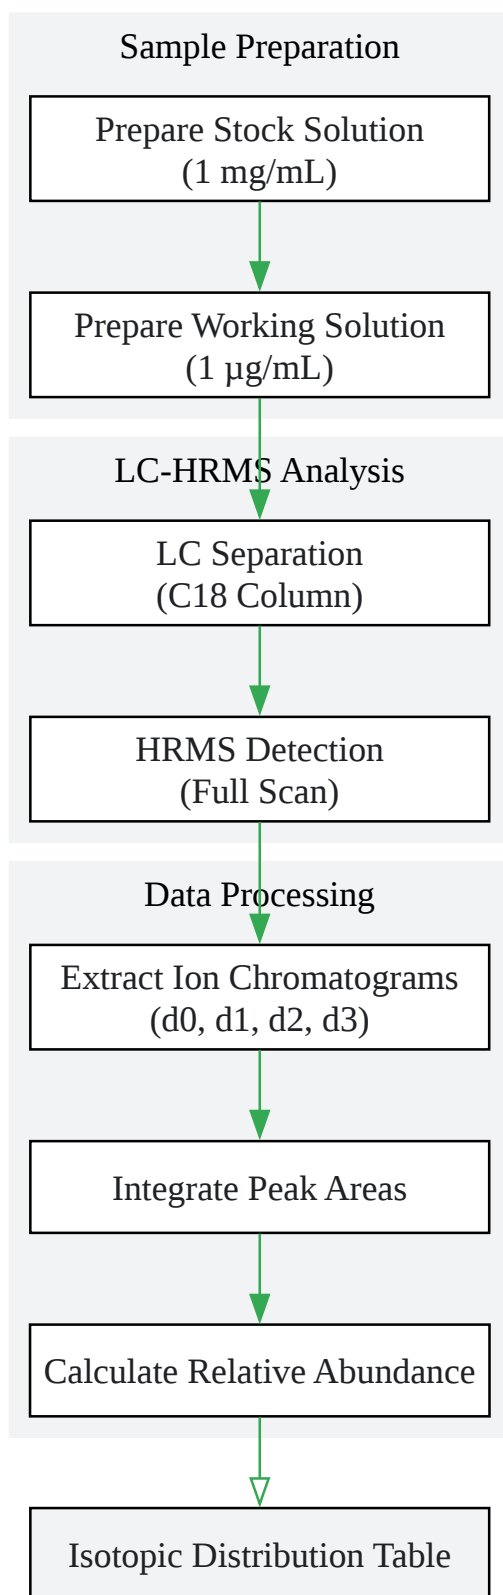 Sample Preparation
Prepare Stock Solution
(1 mg/mL)
Prepare Working Solution
(1 µg/mL)
LC-HRMS Analysis
LC Separation
(C18 Column)
HRMS Detection
(Full Scan)
Data Processing
Extract Ion Chromatograms
(d0, d1, d2, d3)
Integrate Peak Areas
Calculate Relative Abundance
Isotopic Distribution Table